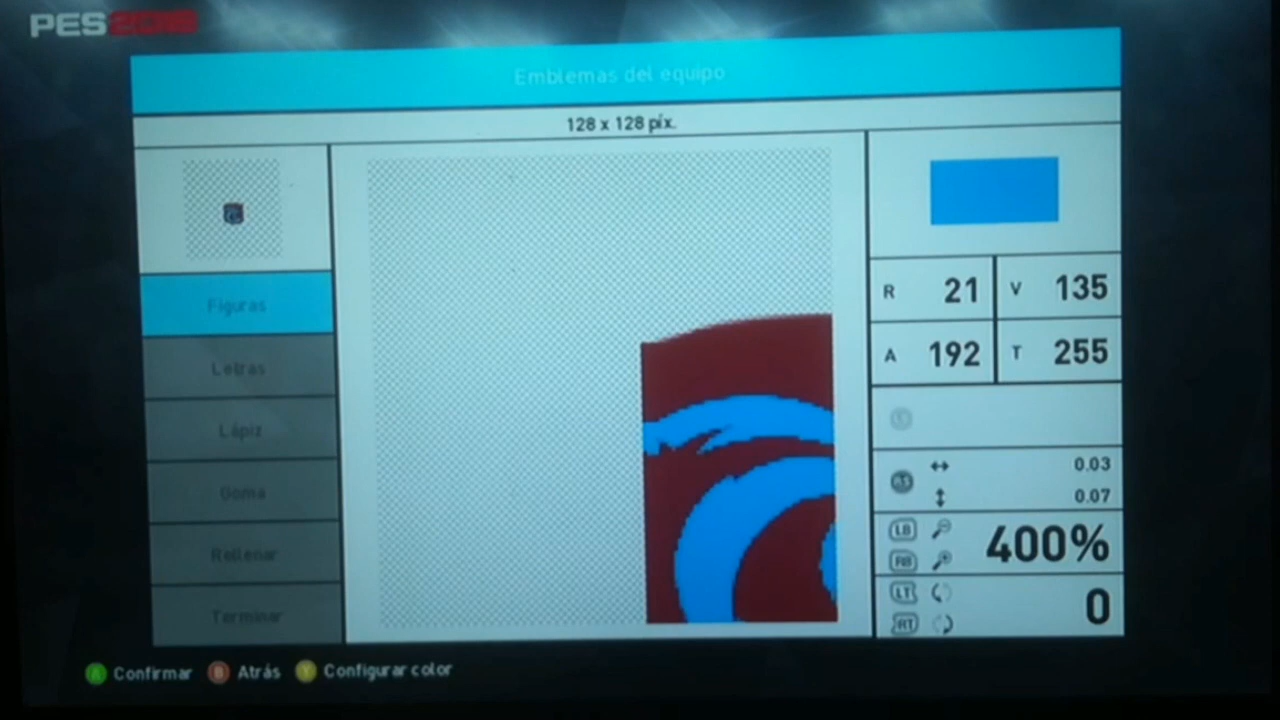 PES2018
Emblemas del equipo
128 x 128 píx.
Figuras
Letras
Lápiz
Goma
Rellenar
Terminar
R 21 V 135
A 192 T 255
0.03
0.07
LB
RB
400%
LT
RT
0
A Confirmar B Atrás Y Configurar color